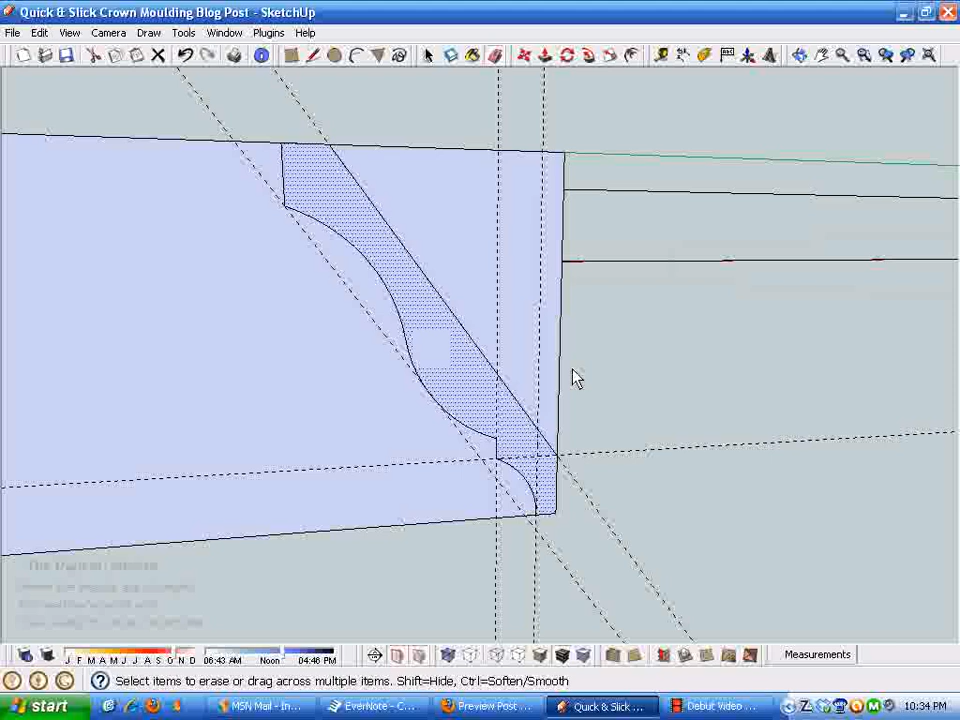 Quick & Slick Crown Moulding Blog Post - SketchUp
File Edit View Camera Draw Tools Window Plugins Help
J F M A M J J A S O N D 06:43 AM Noon 04:46 PM Measurements
Select items to erase or drag across multiple items. Shift=Hide, Ctrl=Soften/Smooth
start MSN Mail - In... EverNote - C... Preview Post ... Quick & Slick ... Debut Video ... 10:34 PM